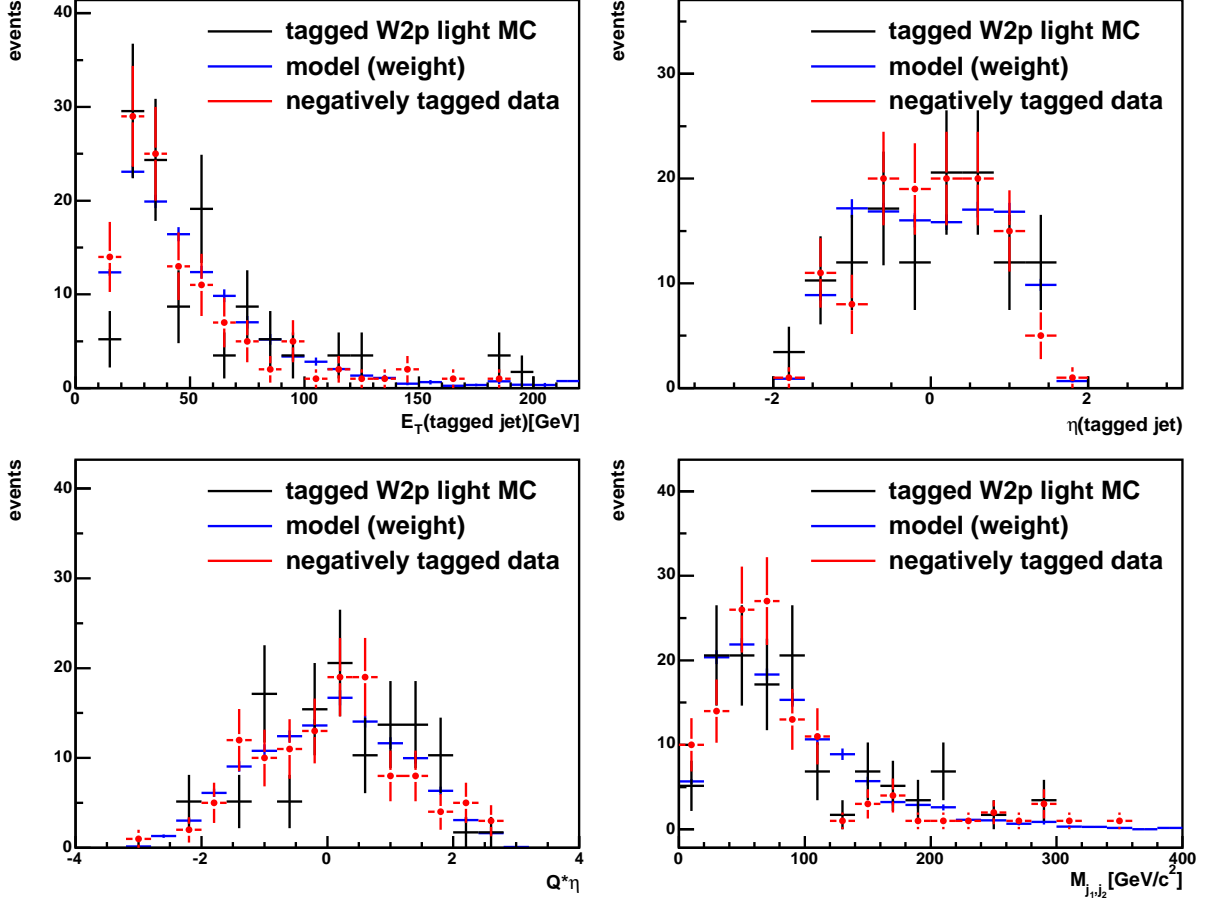 events
40
30
20
10
0
tagged W2p light MC
model (weight)
negatively tagged data
0 50 100 150 200
E_T(tagged jet)[GeV]
events
30
20
10
0
tagged W2p light MC
model (weight)
negatively tagged data
-2 0 2
η(tagged jet)
events
40
30
20
10
0
tagged W2p light MC
model (weight)
negatively tagged data
-4 -2 0 2 4
Q*η
events
40
30
20
10
0
tagged W2p light MC
model (weight)
negatively tagged data
0 100 200 300 400
M_{j_1,j_2}[GeV/c²]